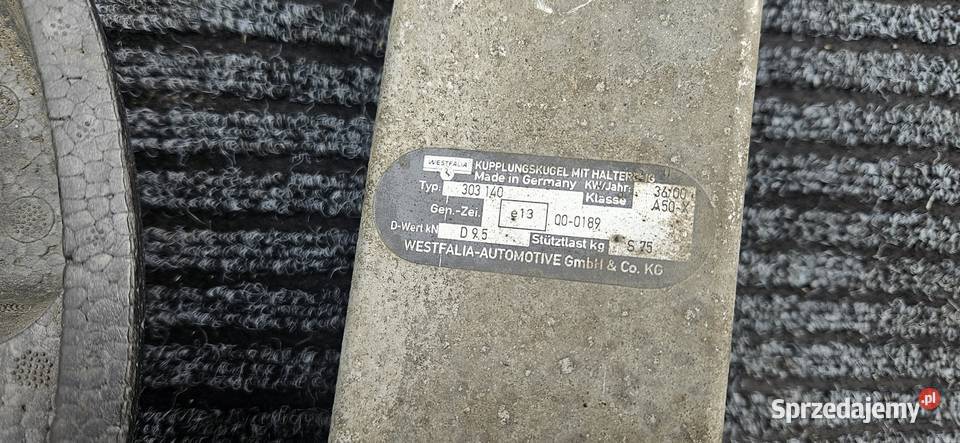 WESTFALIA KUPPLUNGSKUGEL MIT HALTERUNG
Made in Germany KW/Jahr: 36/00
Typ: 303 140 Klasse A50-X
Gen.-Zei. e13 00-0189
D-Wert kN D 9.5 Stütztlast kg S 75
WESTFALIA-AUTOMOTIVE GmbH & Co. KG
Sprzedajemy.pl